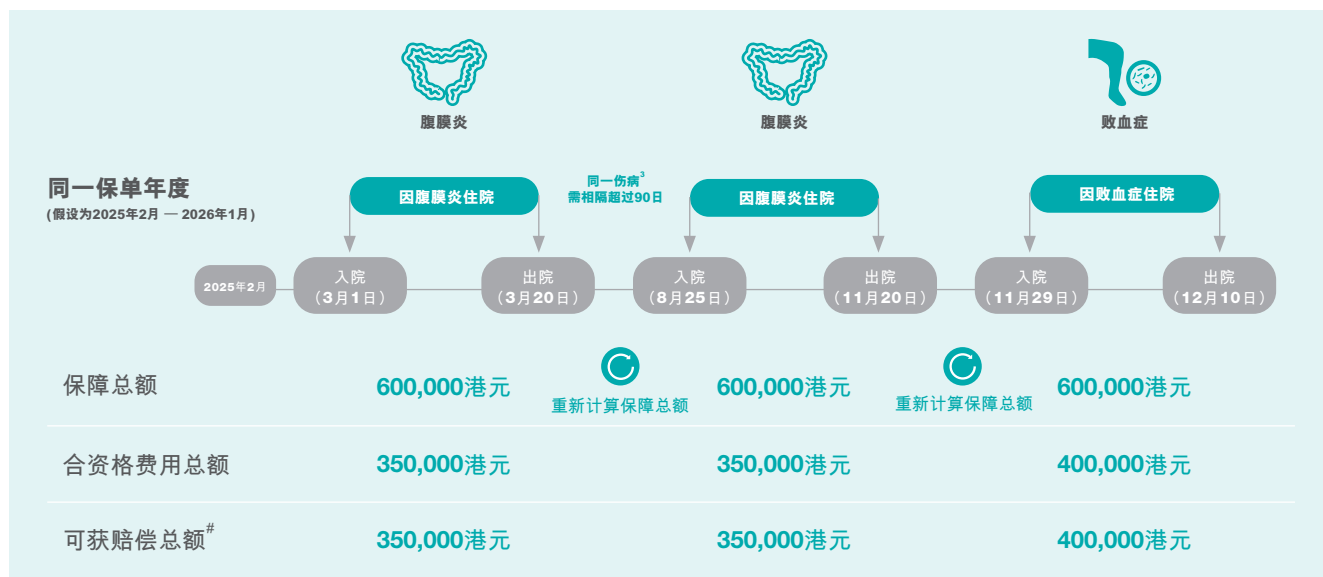 腹膜炎
腹膜炎
败血症
同一保单年度
(假设为2025年2月 — 2026年1月)
因腹膜炎住院
同一伤病3
需相隔超过90日
因腹膜炎住院
因败血症住院
2025年2月
入院
（3月1日）
出院
（3月20日）
入院
（8月25日）
出院
（11月20日）
入院
（11月29日）
出院
（12月10日）
保障总额
600,000港元
重新计算保障总额
600,000港元
重新计算保障总额
600,000港元
合资格费用总额
350,000港元
350,000港元
400,000港元
可获赔偿总额#
350,000港元
350,000港元
400,000港元